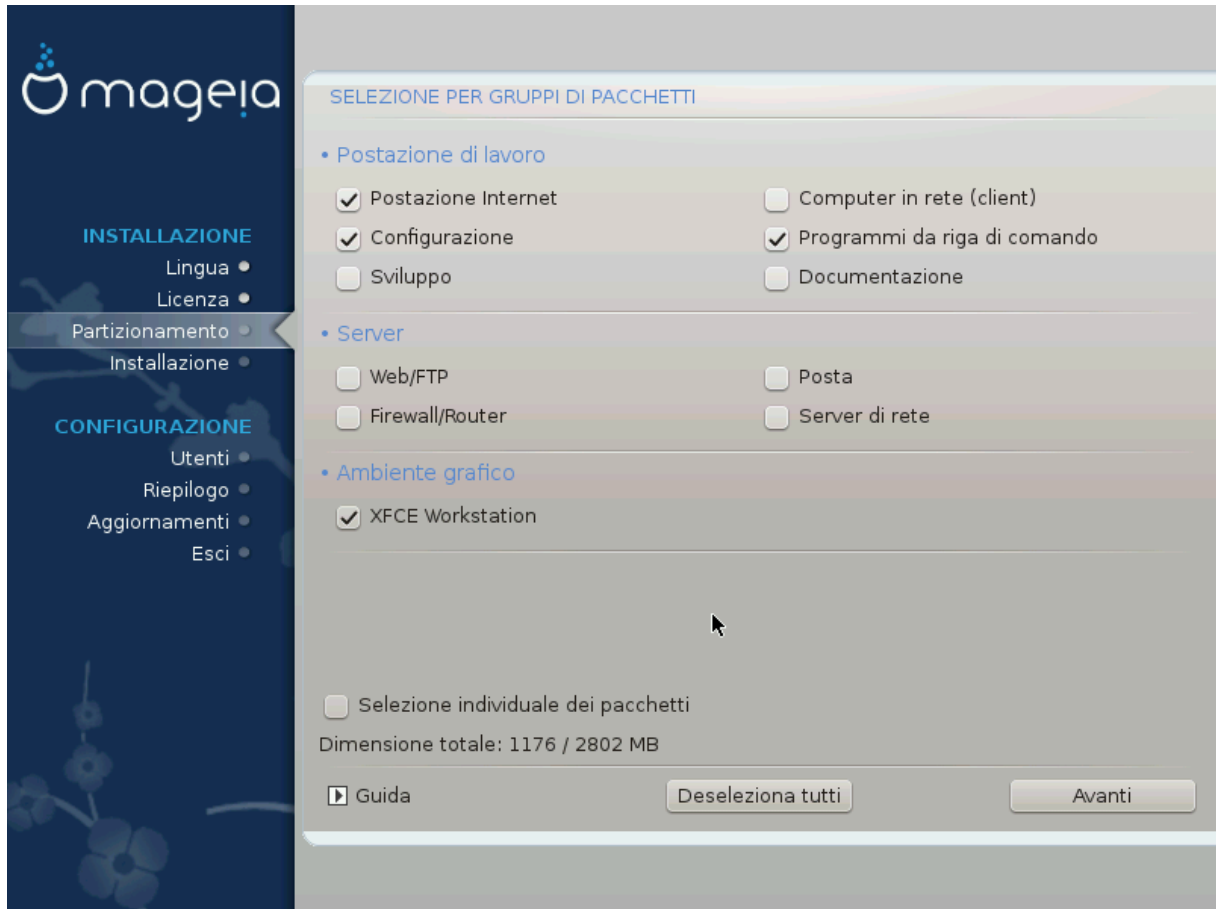 mageia
INSTALLAZIONE
Lingua
Licenza
Partizionamento
Installazione
CONFIGURAZIONE
Utenti
Riepilogo
Aggiornamenti
Esci
SELEZIONE PER GRUPPI DI PACCHETTI
• Postazione di lavoro
Postazione Internet
Computer in rete (client)
Configurazione
Programmi da riga di comando
Sviluppo
Documentazione
• Server
Web/FTP
Posta
Firewall/Router
Server di rete
• Ambiente grafico
XFCE Workstation
Selezione individuale dei pacchetti
Dimensione totale: 1176 / 2802 MB
Guida
Deseleziona tutti
Avanti